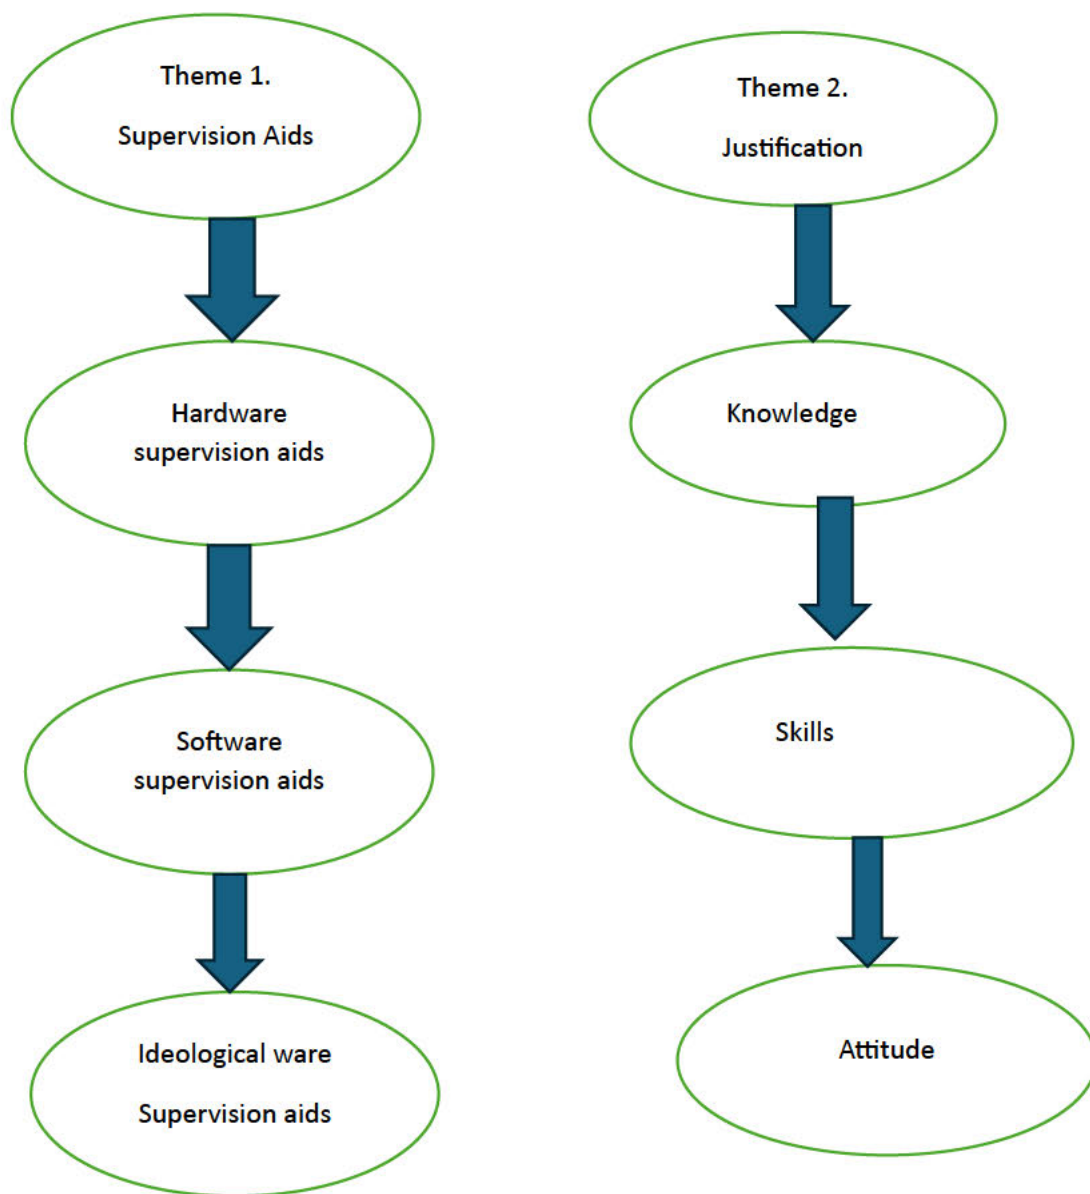 Theme 1.
Supervision Aids
Hardware
supervision aids
Software
supervision aids
Ideological ware
Supervision aids
Theme 2.
Justification
Knowledge
Skills
Attitude